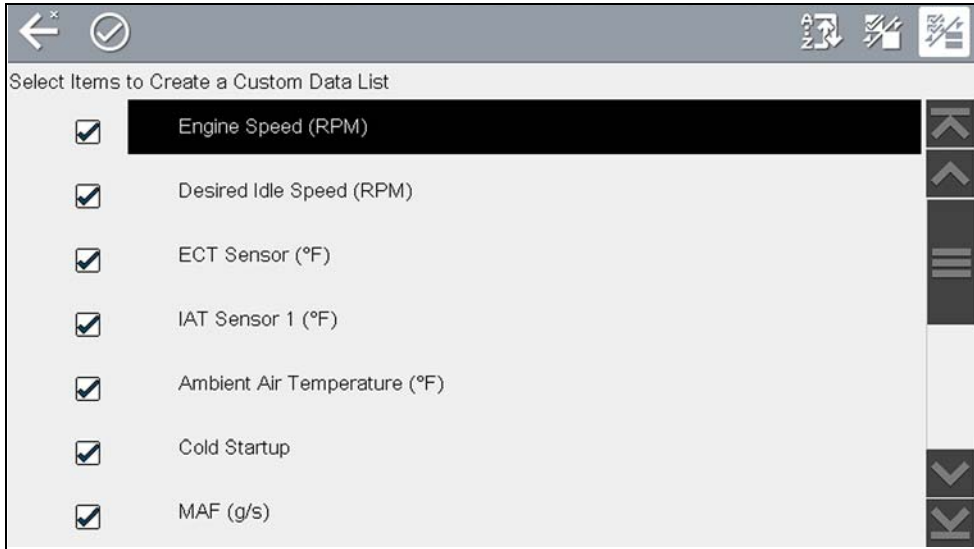 A
Z
Select Items to Create a Custom Data List
Engine Speed (RPM)
Desired Idle Speed (RPM)
ECT Sensor (°F)
IAT Sensor 1 (°F)
Ambient Air Temperature (°F)
Cold Startup
MAF (g/s)